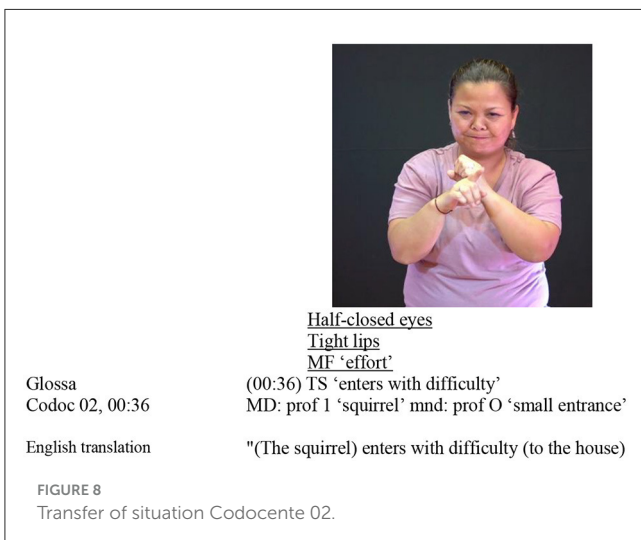 Half-closed eyes
Tight lips
MF ‘effort’
Glossa (00:36) TS ‘enters with difficulty’
Codoc 02, 00:36 MD: prof 1 ‘squirrel’ mnd: prof O ‘small entrance’
English translation "(The squirrel) enters with difficulty (to the house)
FIGURE 8
Transfer of situation Codocente 02.